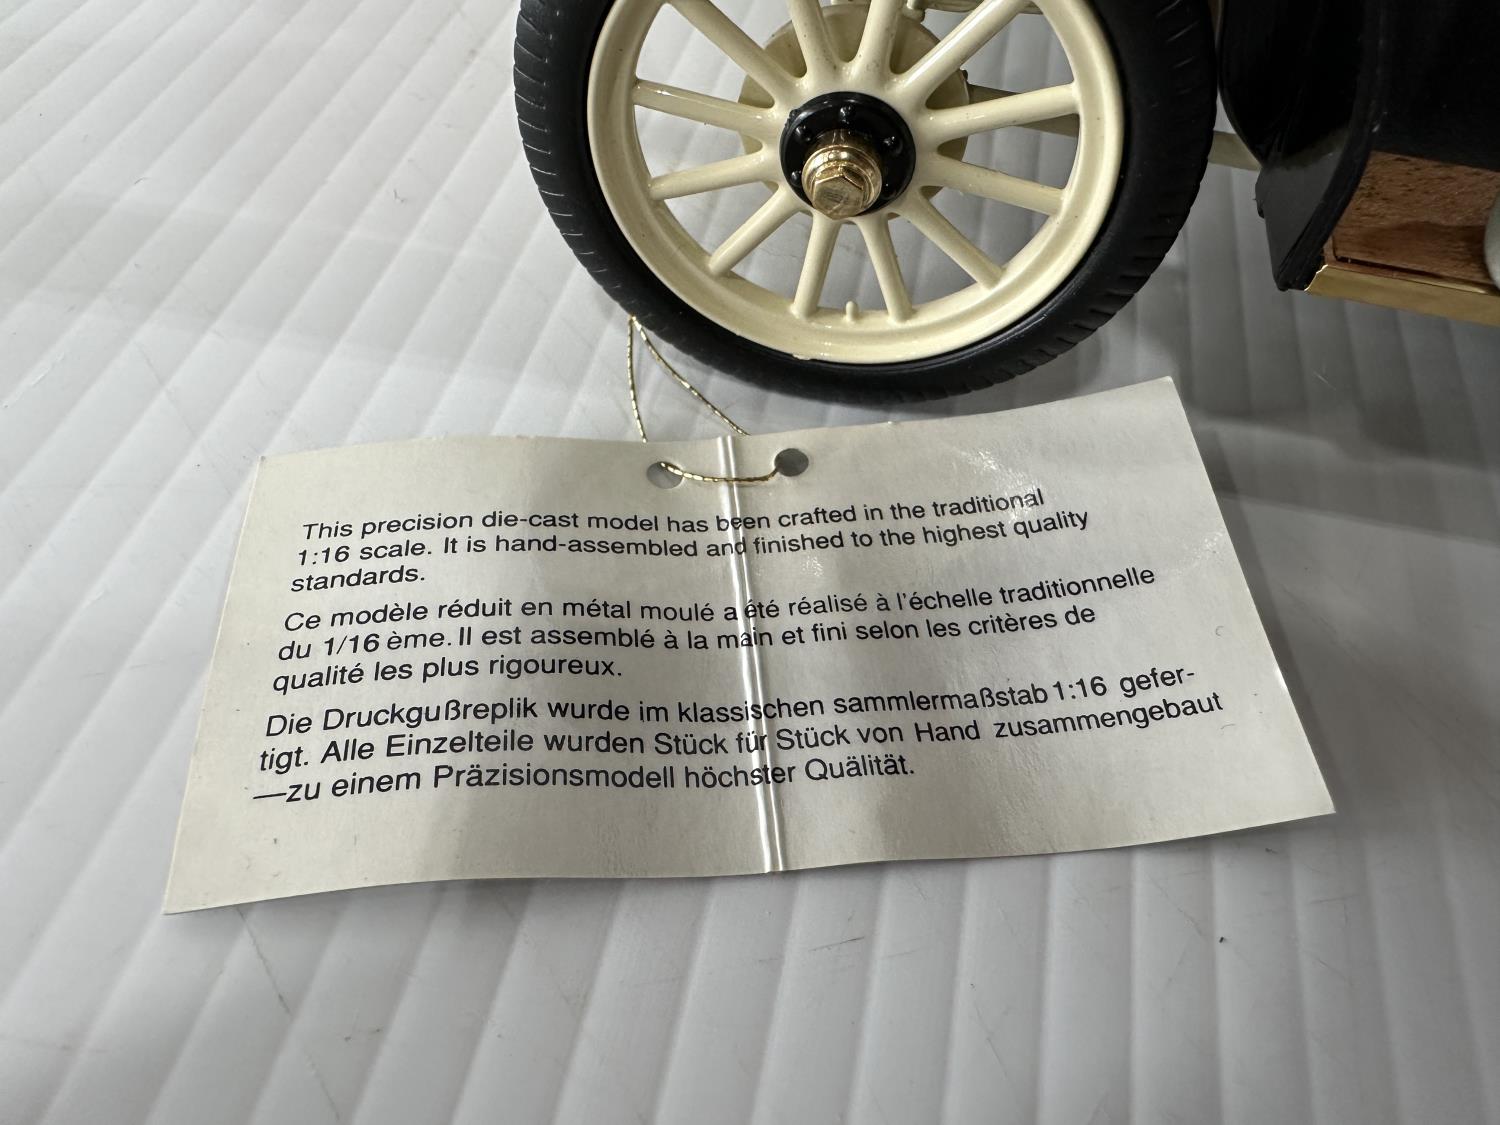 This precision die-cast model has been crafted in the traditional
1:16 scale. It is hand-assembled and finished to the highest quality
standards.
Ce modèle réduit en métal moulé a été réalisé à l'échelle traditionnelle
du 1/16 ème. Il est assemblé à la main et fini selon les critères de
qualité les plus rigoureux.
Die Druckgußreplik wurde im klassischen sammlermaßstab 1:16 gefer-
tigt. Alle Einzelteile wurden Stück für Stück von Hand zusammengebaut
—zu einem Präzisionsmodell höchster Quälität.